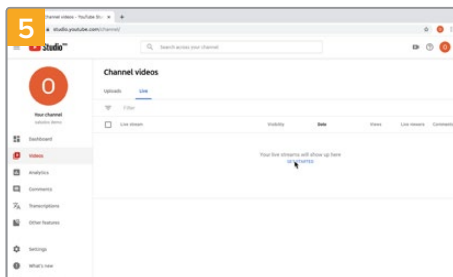 5
Channel videos - YouTube St
studio.youtube.com/channel/
Studio
Search across your channel
O
O
Channel videos
Uploads Live
Filter
Live stream Visibility Date Views Live viewers Comments
Your live streams will show up here
GET STARTED
Your channel
Dashboard
Videos
Analytics
Comments
Transcriptions
Other features
Settings
What's new